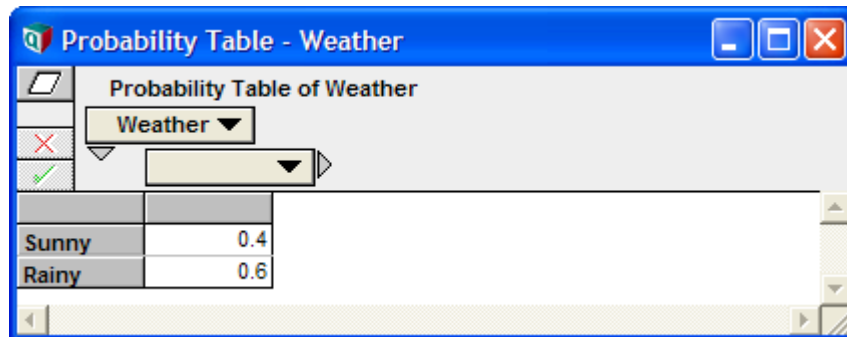 Probability Table - Weather
Probability Table of Weather
Weather
Sunny 0.4
Rainy 0.6